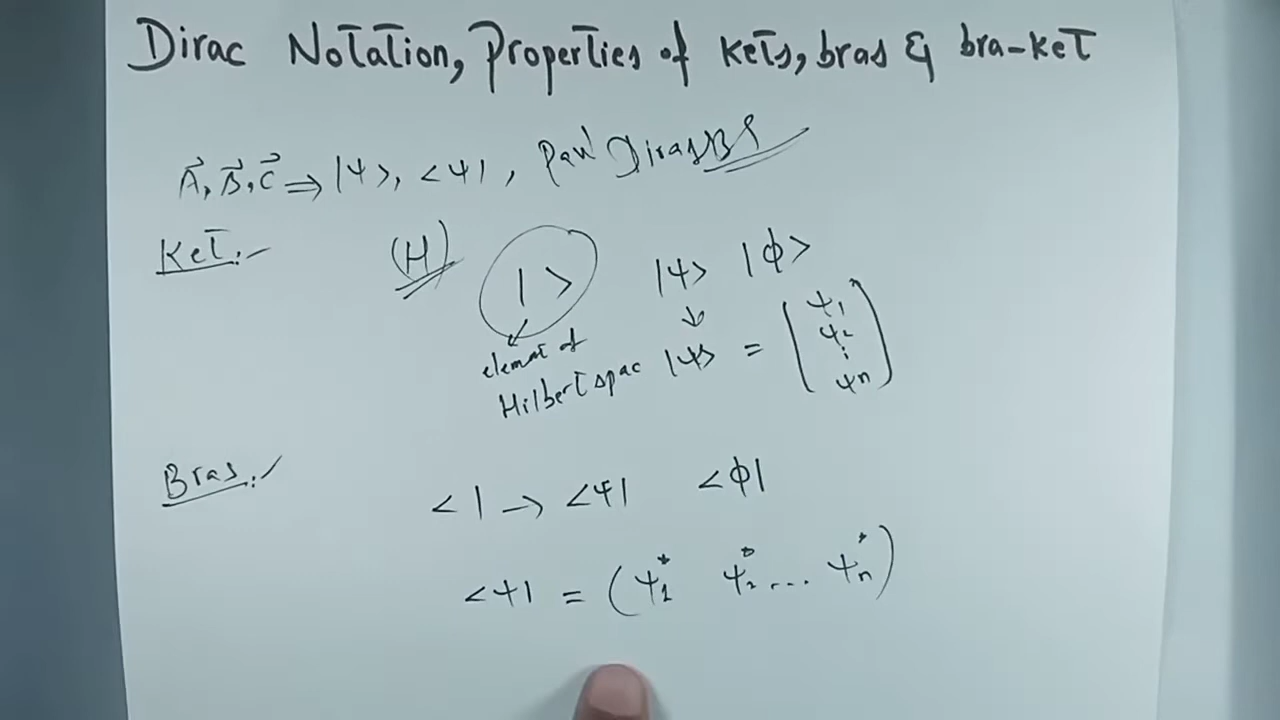 Dirac Notation, Properties of kets, bras & bra-ket
A⃗, B⃗, C⃗ ⇒ |ψ>, <ψ|, Paul Dirac
Ket:-
(H)
| >
|ψ> |ϕ>
↓
element of
Hilbert spac
|ψ> = (ψ1 ψ2 ⋮ ψn)
Bras:-
< | → <ψ| <ϕ|
<ψ| = (ψ1* ψ2* ... ψn*)